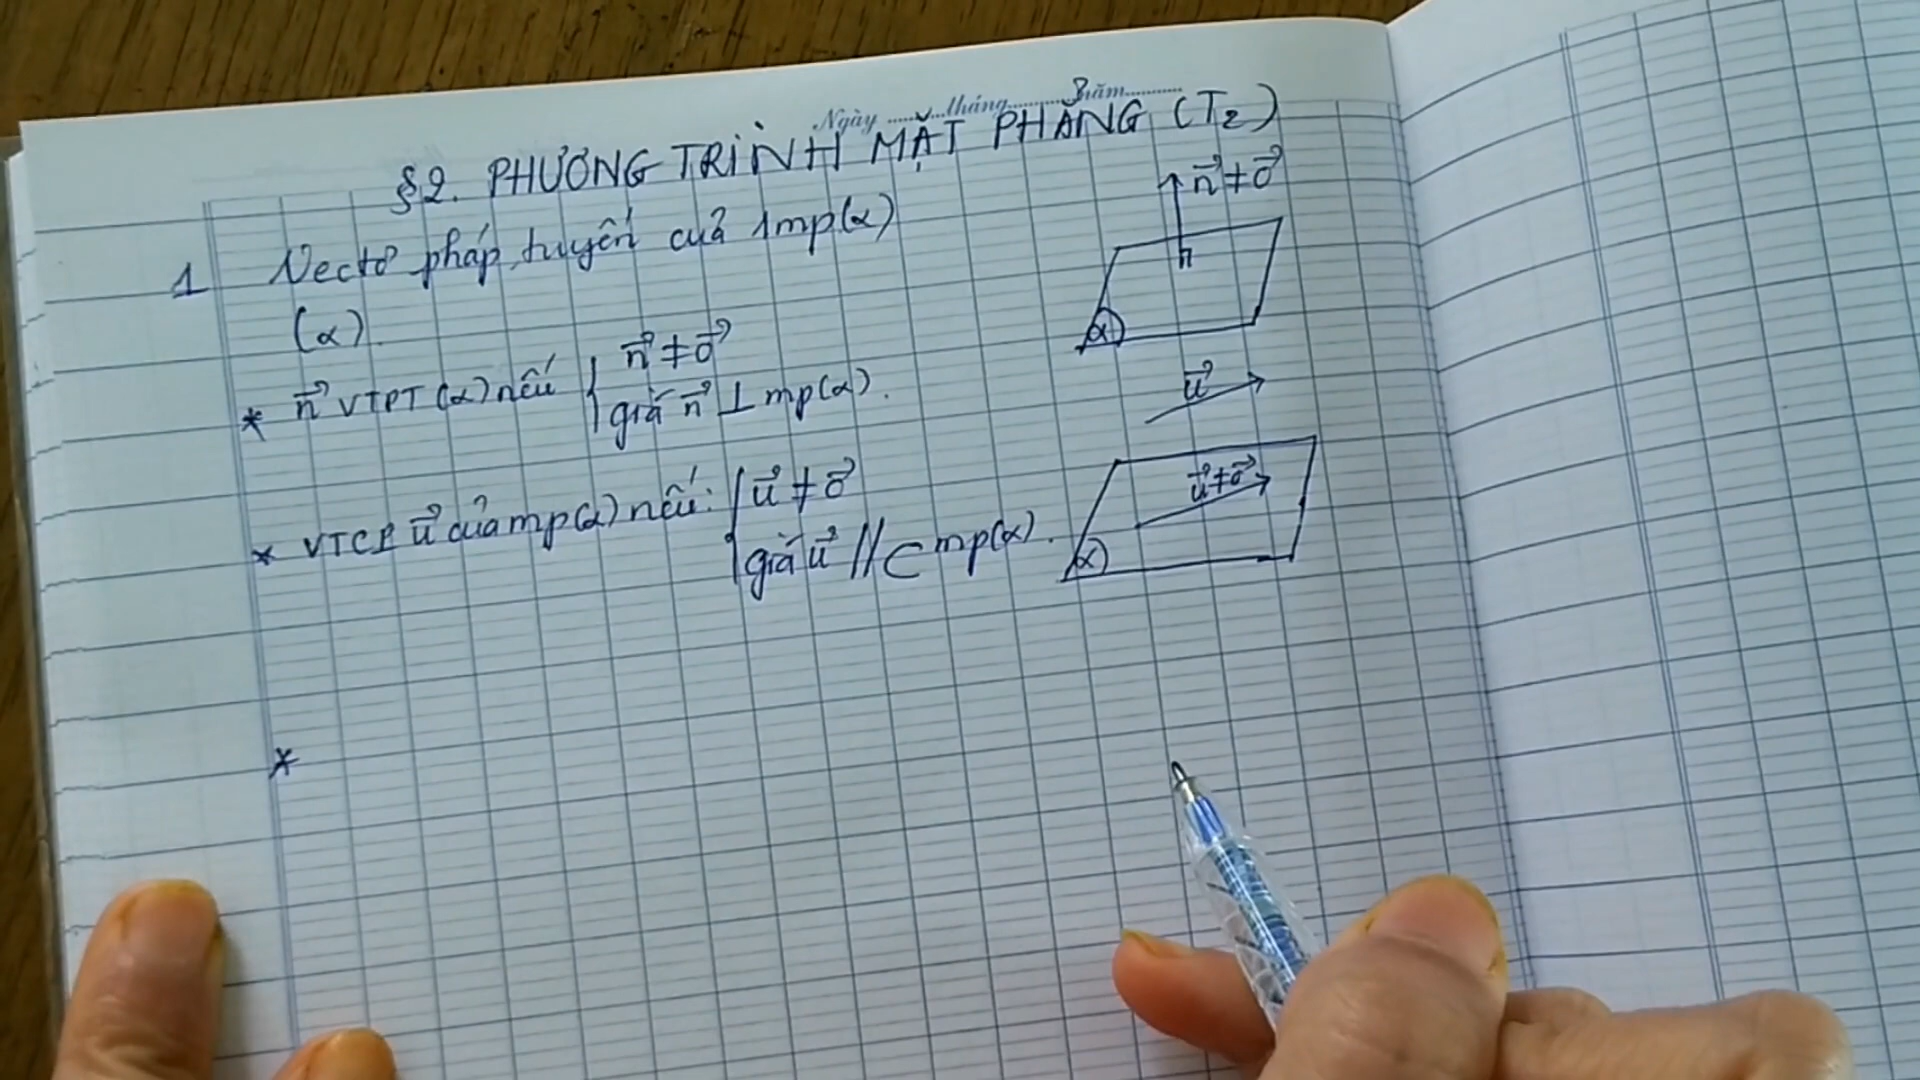 Ngày ........ tháng ........ năm ........
§2. PHƯƠNG TRÌNH MẶT PHẲNG (T2)
1 Vectơ pháp tuyến của 1mp(α)
(α).
n⃗ ≠ 0⃗
α
* n⃗ VTPT (α) nếu { n⃗ ≠ 0⃗
giá n⃗ ⊥ mp(α).
u⃗
* VTCP u⃗ của mp(α) nếu: { u⃗ ≠ 0⃗
giá u⃗ // ⊂ mp(α).
u⃗ ≠ 0⃗
α
*